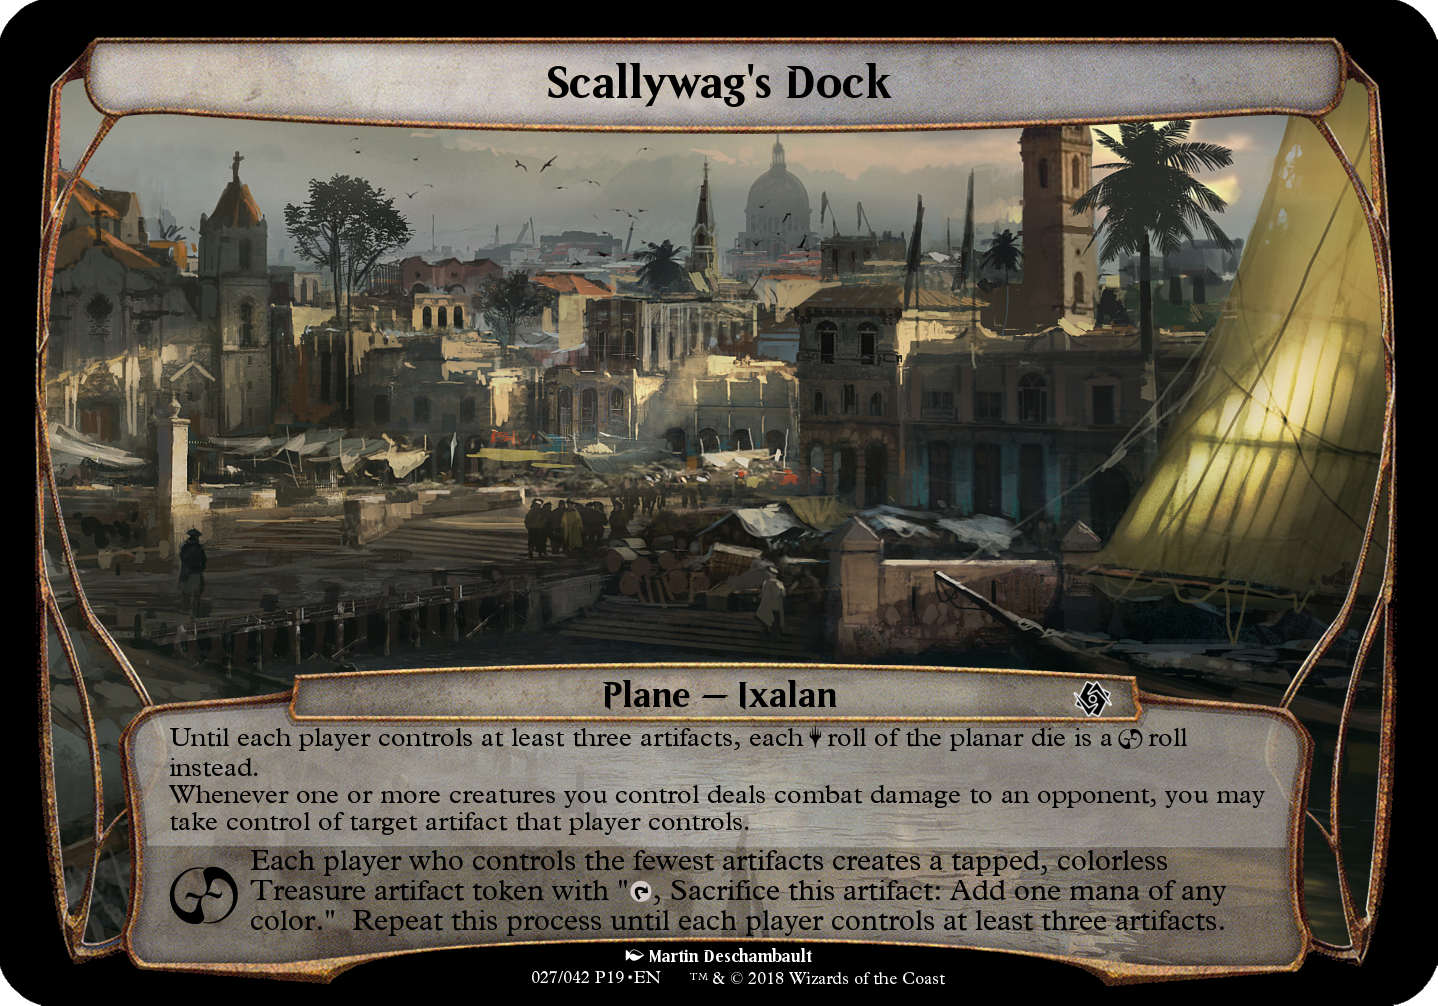 Scallywag's Dock
Plane — Ixalan
Until each player controls at least three artifacts, each roll of the planar die is a roll
instead.
Whenever one or more creatures you control deals combat damage to an opponent, you may
take control of target artifact that player controls.
Each player who controls the fewest artifacts creates a tapped, colorless
Treasure artifact token with ", Sacrifice this artifact: Add one mana of any
color." Repeat this process until each player controls at least three artifacts.
Martin Deschambault
027/042 P19•EN ™ & © 2018 Wizards of the Coast